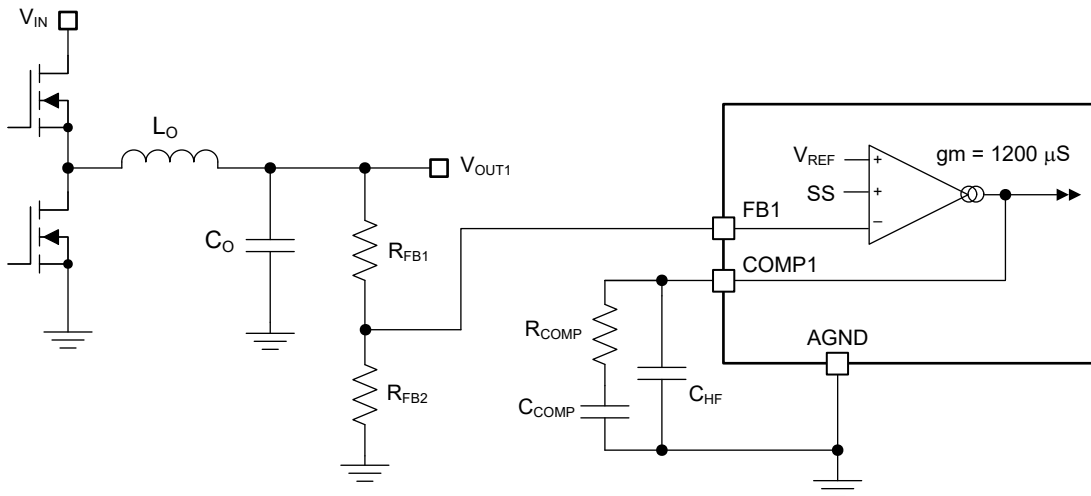 VIN
LO
VOUT1
CO
RFB1
RFB2
VREF
SS
gm = 1200 µS
+
+
–
FB1
COMP1
RCOMP
CCOMP
CHF
AGND